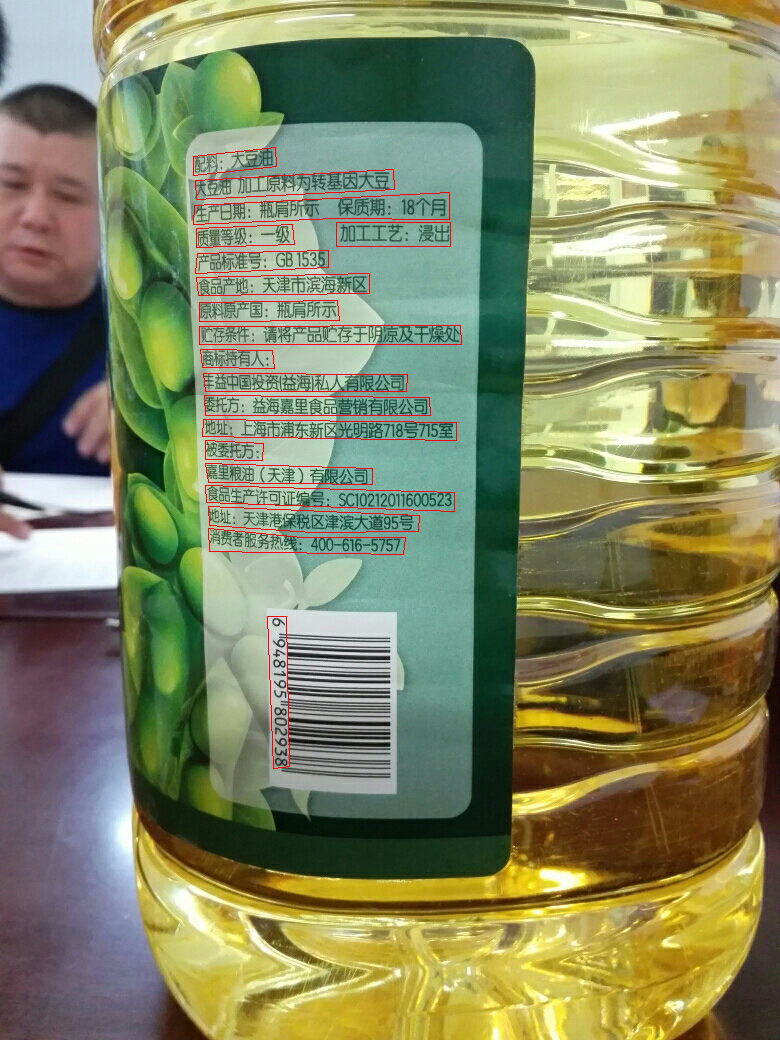 配料：大豆油
大豆油 加工原料为转基因大豆
生产日期：瓶肩所示 保质期：18个月
质量等级：一级 加工工艺：浸出
产品标准号：GB 1535
食品产地：天津市滨海新区
原料原产国：瓶肩所示
贮存条件：请将产品贮存于阴凉及干燥处
商标持有人：
丰益中国投资(益海)私人有限公司
委托方：益海嘉里食品营销有限公司
地址：上海市浦东新区光明路718号715室
被委托方：
嘉里粮油（天津）有限公司
食品生产许可证编号：SC10212011600523
地址：天津港保税区津滨大道95号
消费者服务热线：400-616-5757
6 948195 802938